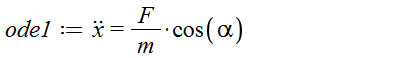 ode1 := ẍ = F/m · cos(α)